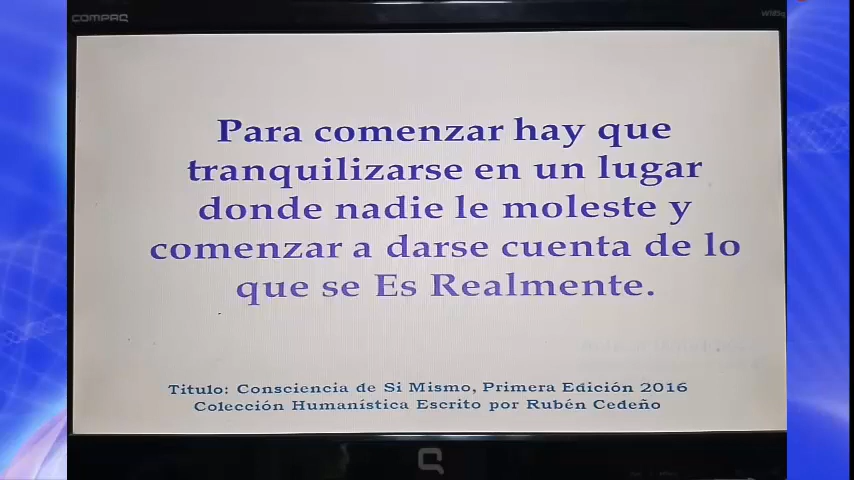 COMPAQ
Para comenzar hay que
tranquilizarse en un lugar
donde nadie le moleste y
comenzar a darse cuenta de lo
que se Es Realmente.
Titulo: Consciencia de Si Mismo, Primera Edición 2016
Colección Humanística Escrito por Rubén Cedeño